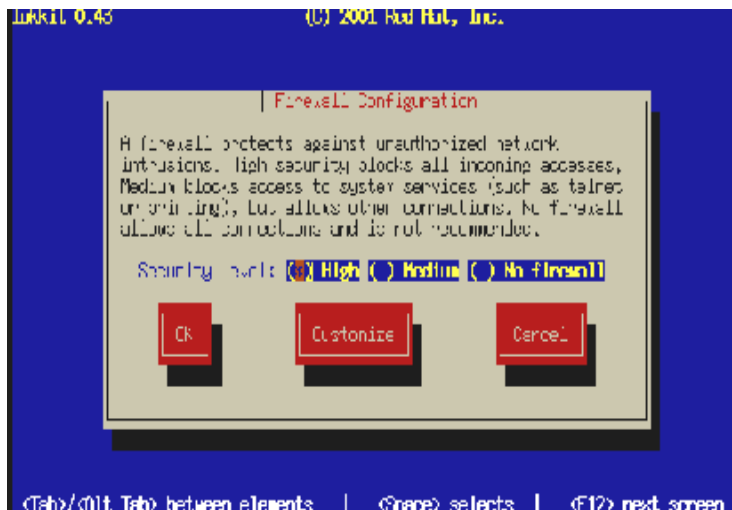 lokkit 0.43 (C) 2001 Red Hat, Inc.
Firewall Configuration
A firewall protects against unauthorized network
intrusions. High security blocks all incoming accesses,
Medium blocks access to system services (such as telnet
or printing), but allows other connections. No firewall
allows all connections and is not recommended.
Security Level: (*) High ( ) Medium ( ) No firewall
OK Customize Cancel
<Tab>/<Alt-Tab> between elements | <Space> selects | <F12> next screen